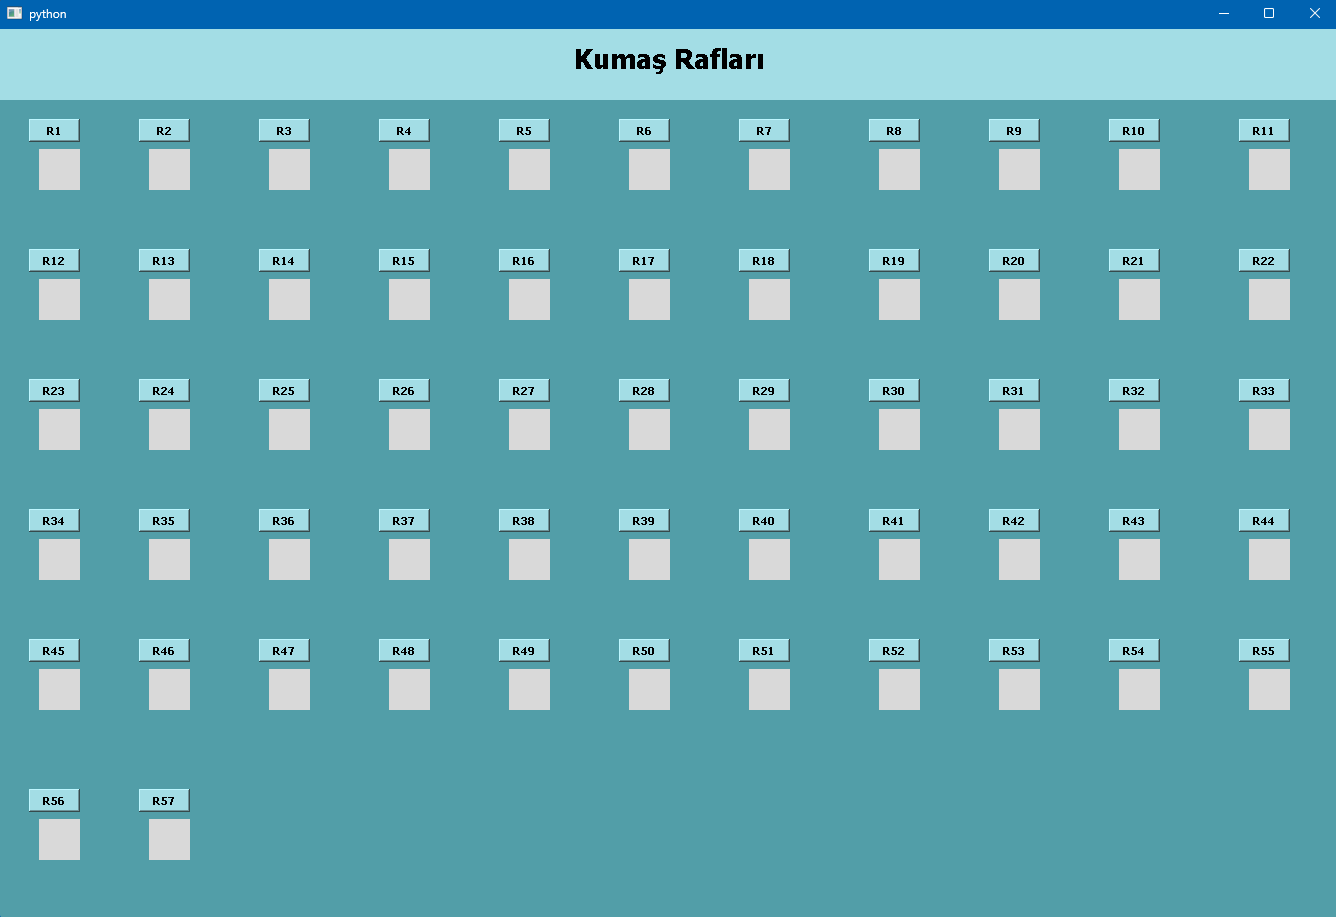 python
Kumaş Rafları
R1 R2 R3 R4 R5 R6 R7 R8 R9 R10 R11
R12 R13 R14 R15 R16 R17 R18 R19 R20 R21 R22
R23 R24 R25 R26 R27 R28 R29 R30 R31 R32 R33
R34 R35 R36 R37 R38 R39 R40 R41 R42 R43 R44
R45 R46 R47 R48 R49 R50 R51 R52 R53 R54 R55
R56 R57